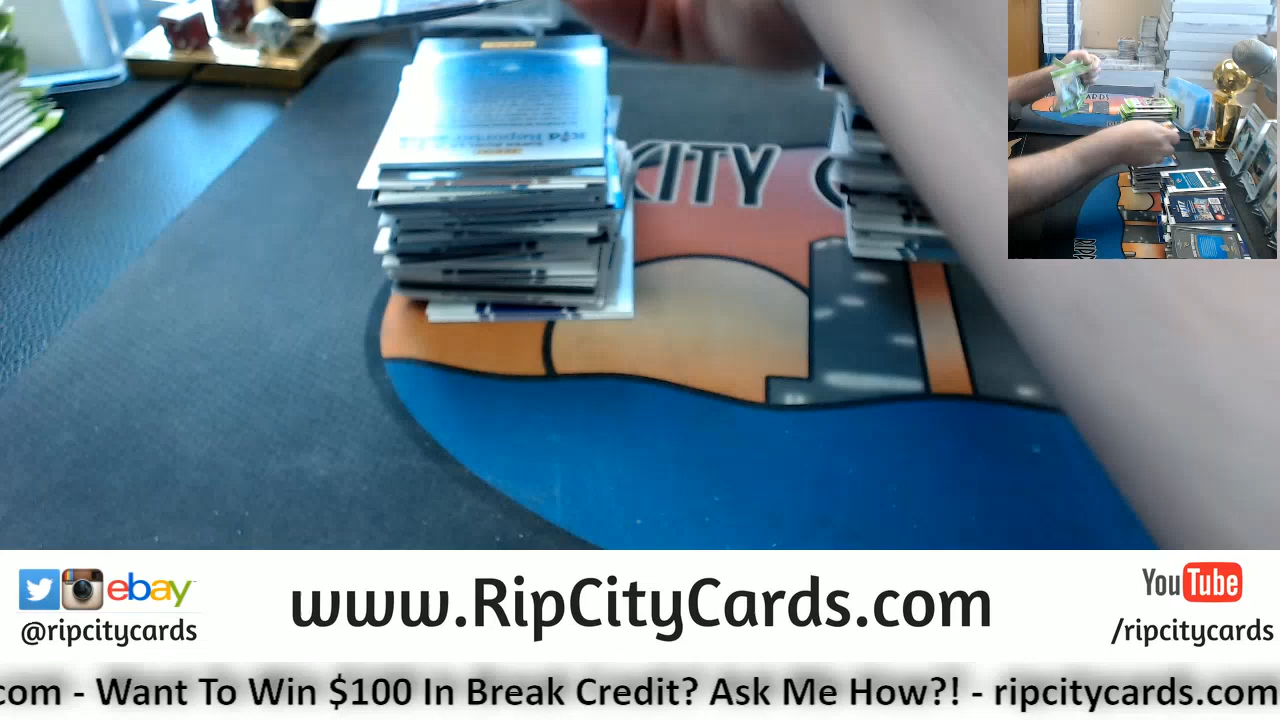 CITY C
ebay
@ripcitycards
www.RipCityCards.com
YouTube
/ripcitycards
.com - Want To Win $100 In Break Credit? Ask Me How?! - ripcitycards.com